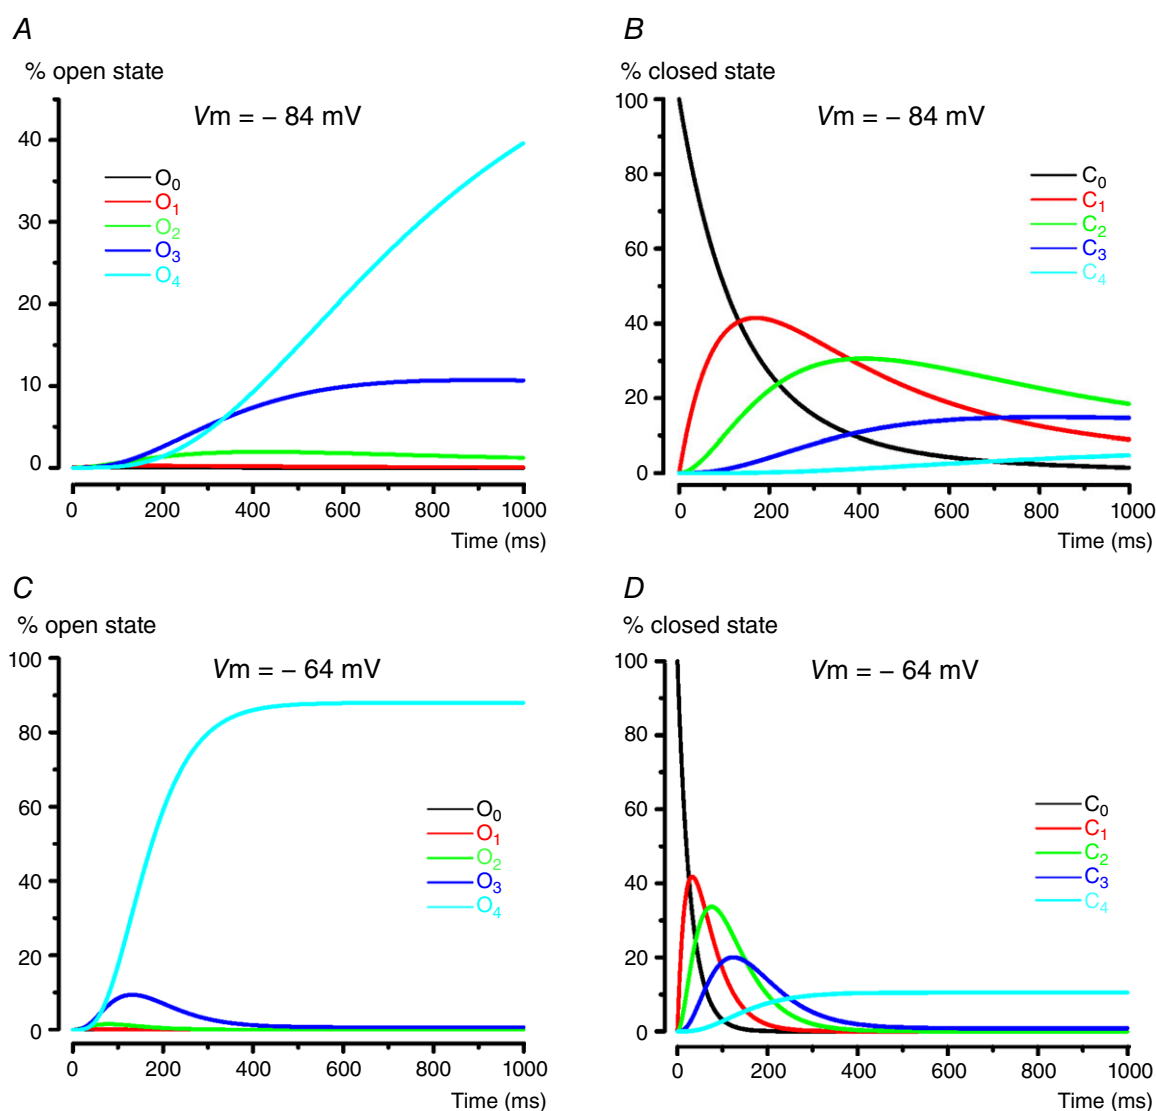 A
% open state
Vm = − 84 mV
40
30
20
10
0
O₀
O₁
O₂
O₃
O₄
0 200 400 600 800 1000
Time (ms)
B
% closed state
Vm = − 84 mV
100
80
60
40
20
0
C₀
C₁
C₂
C₃
C₄
0 200 400 600 800 1000
Time (ms)
C
% open state
Vm = − 64 mV
100
80
60
40
20
0
O₀
O₁
O₂
O₃
O₄
0 200 400 600 800 1000
Time (ms)
D
% closed state
Vm = − 64 mV
100
80
60
40
20
0
C₀
C₁
C₂
C₃
C₄
0 200 400 600 800 1000
Time (ms)